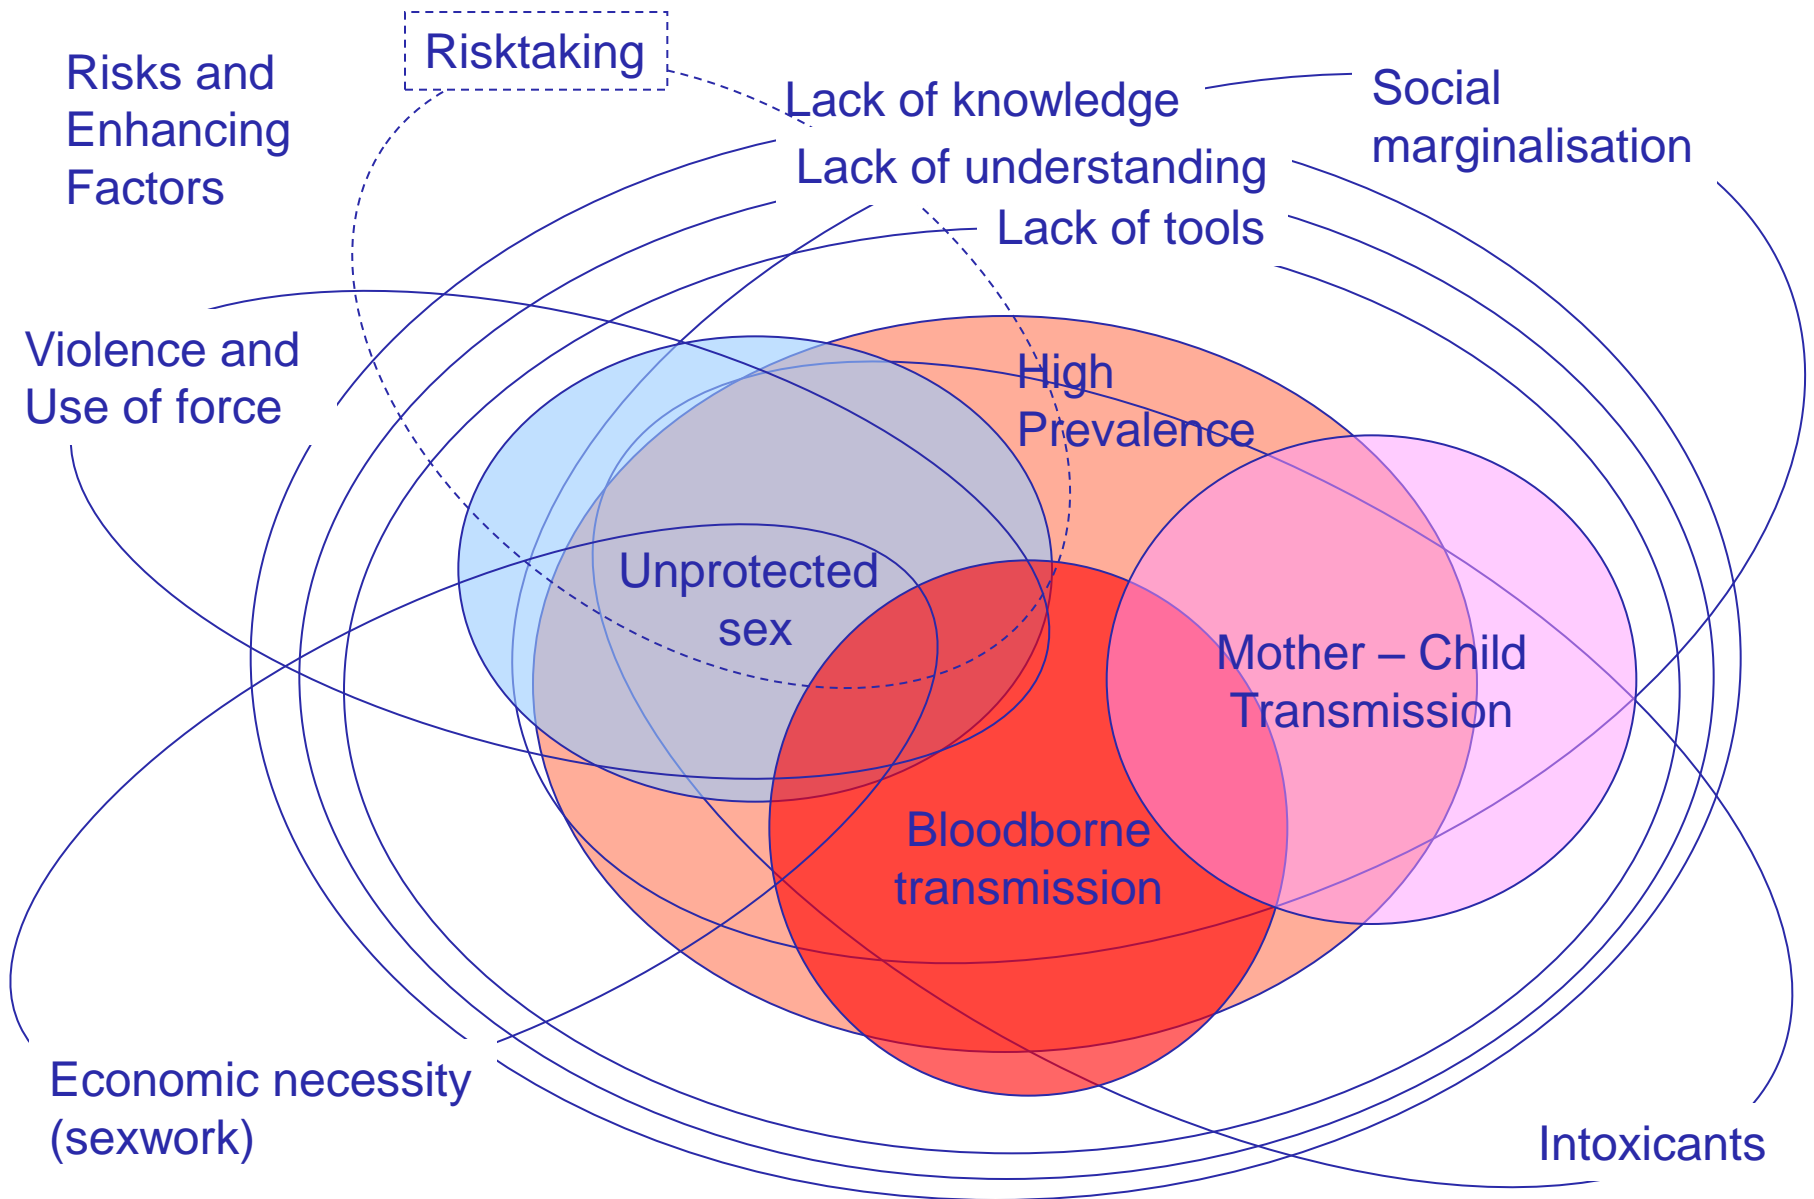 Risks and
Enhancing
Factors
Risktaking
Lack of knowledge
Lack of understanding
Lack of tools
Social
marginalisation
Violence and
Use of force
High
Prevalence
Unprotected
sex
Mother – Child
Transmission
Bloodborne
transmission
Economic necessity
(sexwork)
Intoxicants